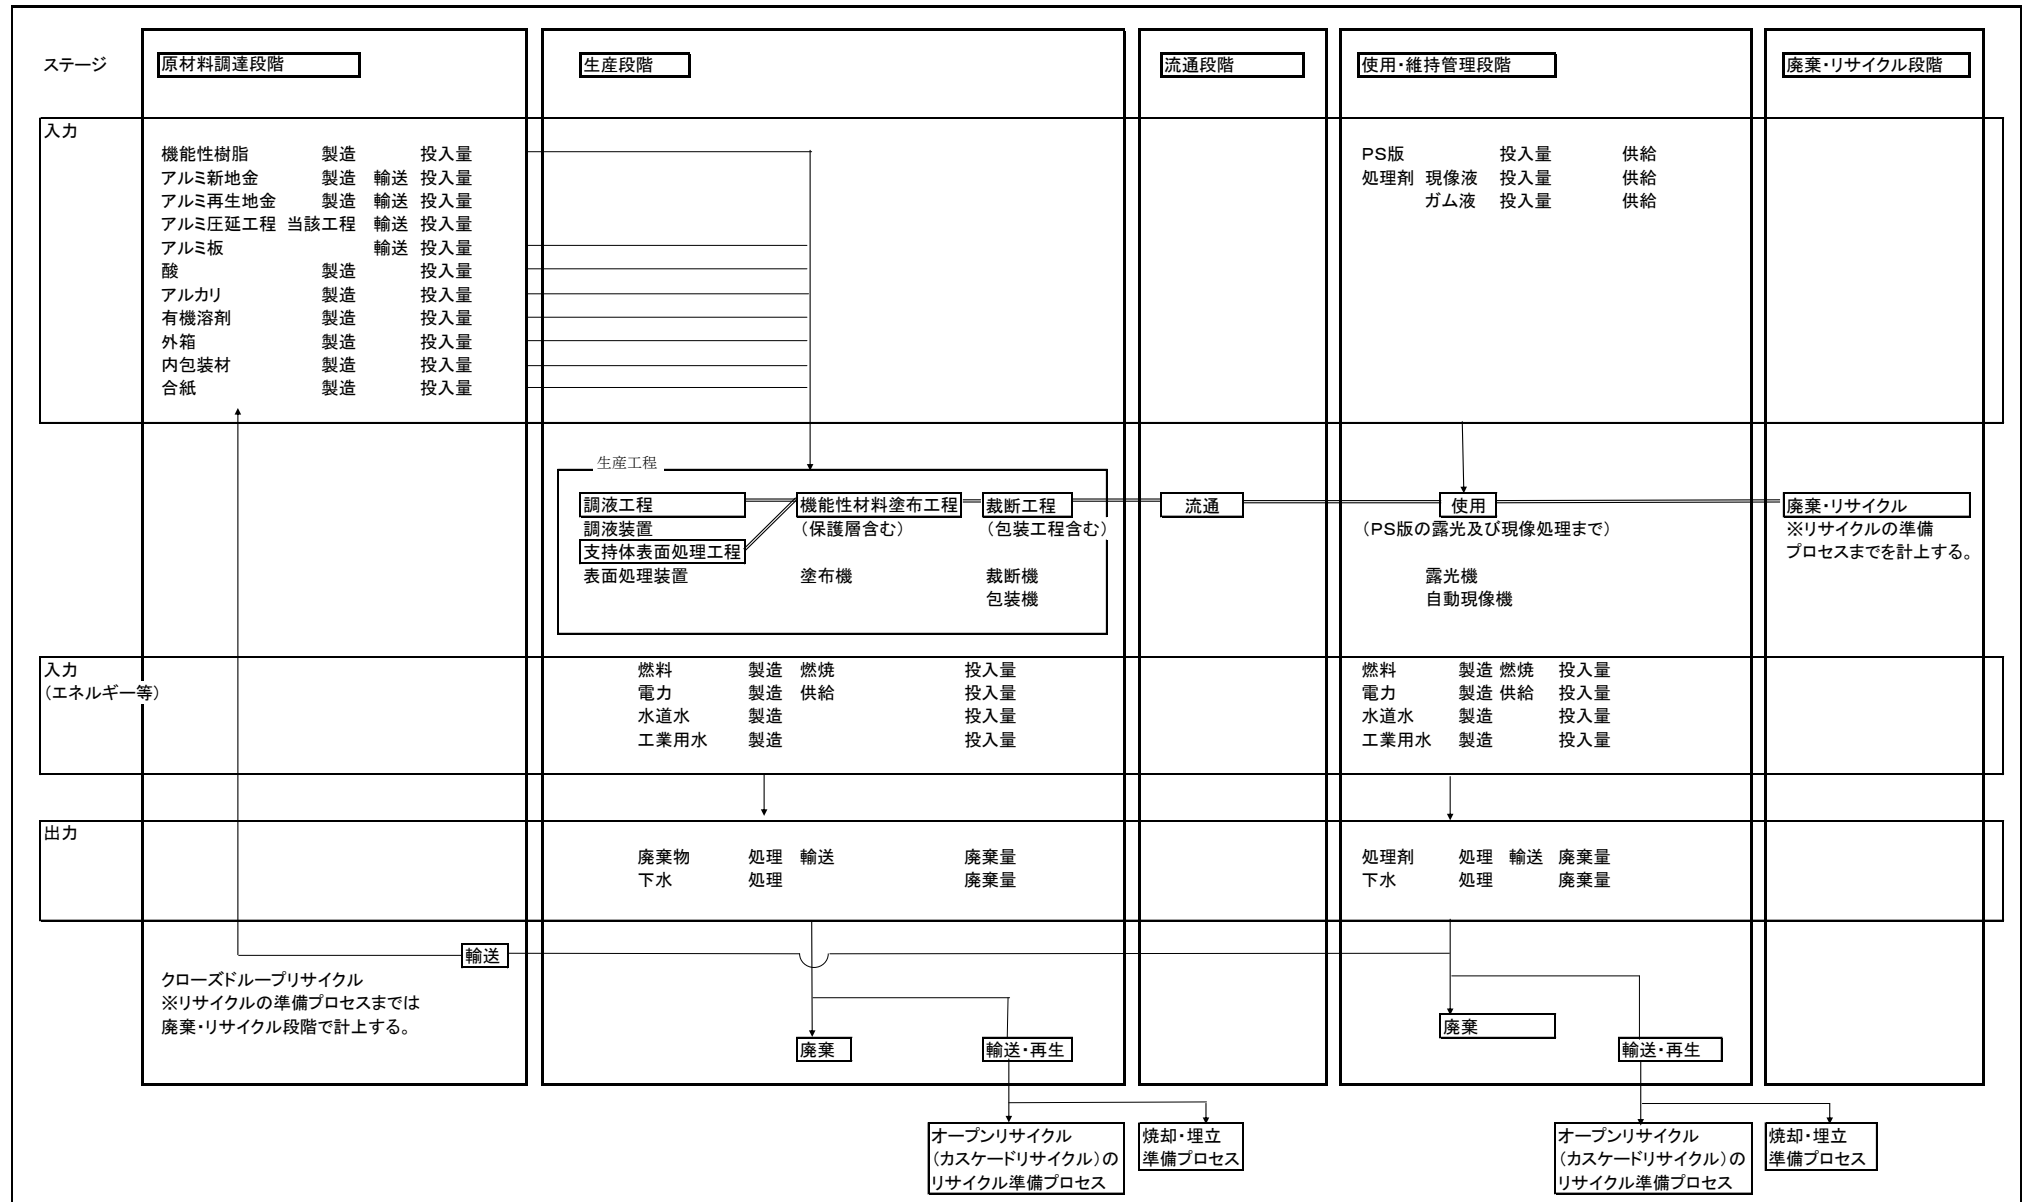 ステージ
原材料調達段階
生産段階
流通段階
使用・維持管理段階
廃棄・リサイクル段階
入力
機能性樹脂 製造 投入量
アルミ新地金 製造 輸送 投入量
アルミ再生地金 製造 輸送 投入量
アルミ圧延工程 当該工程 輸送 投入量
アルミ板 輸送 投入量
酸 製造 投入量
アルカリ 製造 投入量
有機溶剤 製造 投入量
外箱 製造 投入量
内包装材 製造 投入量
合紙 製造 投入量
PS版 投入量 供給
処理剤 現像液 投入量 供給
ガム液 投入量 供給
生産工程
調液工程
調液装置
支持体表面処理工程
表面処理装置
機能性材料塗布工程
（保護層含む）
塗布機
裁断工程
（包装工程含む）
裁断機
包装機
流通
使用
（PS版の露光及び現像処理まで）
露光機
自動現像機
廃棄・リサイクル
※リサイクルの準備
プロセスまでを計上する。
入力
（エネルギー等）
燃料 製造 燃焼 投入量
電力 製造 供給 投入量
水道水 製造 投入量
工業用水 製造 投入量
燃料 製造 燃焼 投入量
電力 製造 供給 投入量
水道水 製造 投入量
工業用水 製造 投入量
出力
廃棄物 処理 輸送 廃棄量
下水 処理 廃棄量
処理剤 処理 輸送 廃棄量
下水 処理 廃棄量
輸送
クローズドループリサイクル
※リサイクルの準備プロセスまでは
廃棄・リサイクル段階で計上する。
廃棄
輸送・再生
廃棄
輸送・再生
オープンリサイクル
（カスケードリサイクル）の
リサイクル準備プロセス
焼却・埋立
準備プロセス
オープンリサイクル
（カスケードリサイクル）の
リサイクル準備プロセス
焼却・埋立
準備プロセス